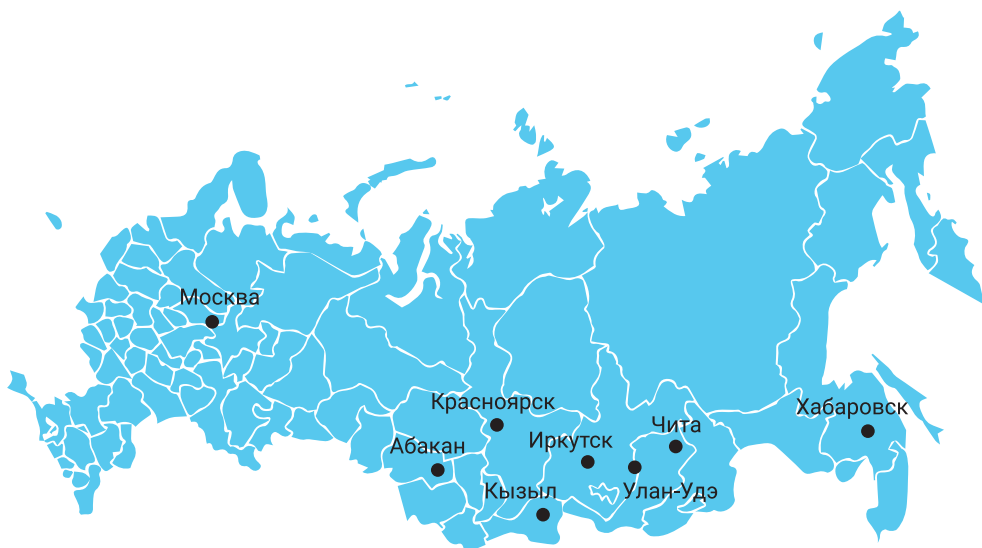 Москва
Красноярск
Хабаровск
Чита
Иркутск
Абакан
Кызыл
Улан-Удэ